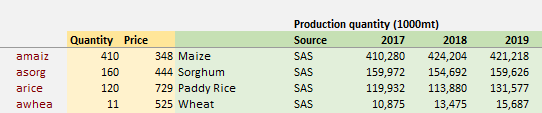 Production quantity (1000mt)
Quantity Price Source 2017 2018 2019
amaiz 410 348 Maize SAS 410,280 424,204 421,218
asorg 160 444 Sorghum SAS 159,972 154,692 159,626
arice 120 729 Paddy Rice SAS 119,932 113,880 131,577
awhea 11 525 Wheat SAS 10,875 13,475 15,687